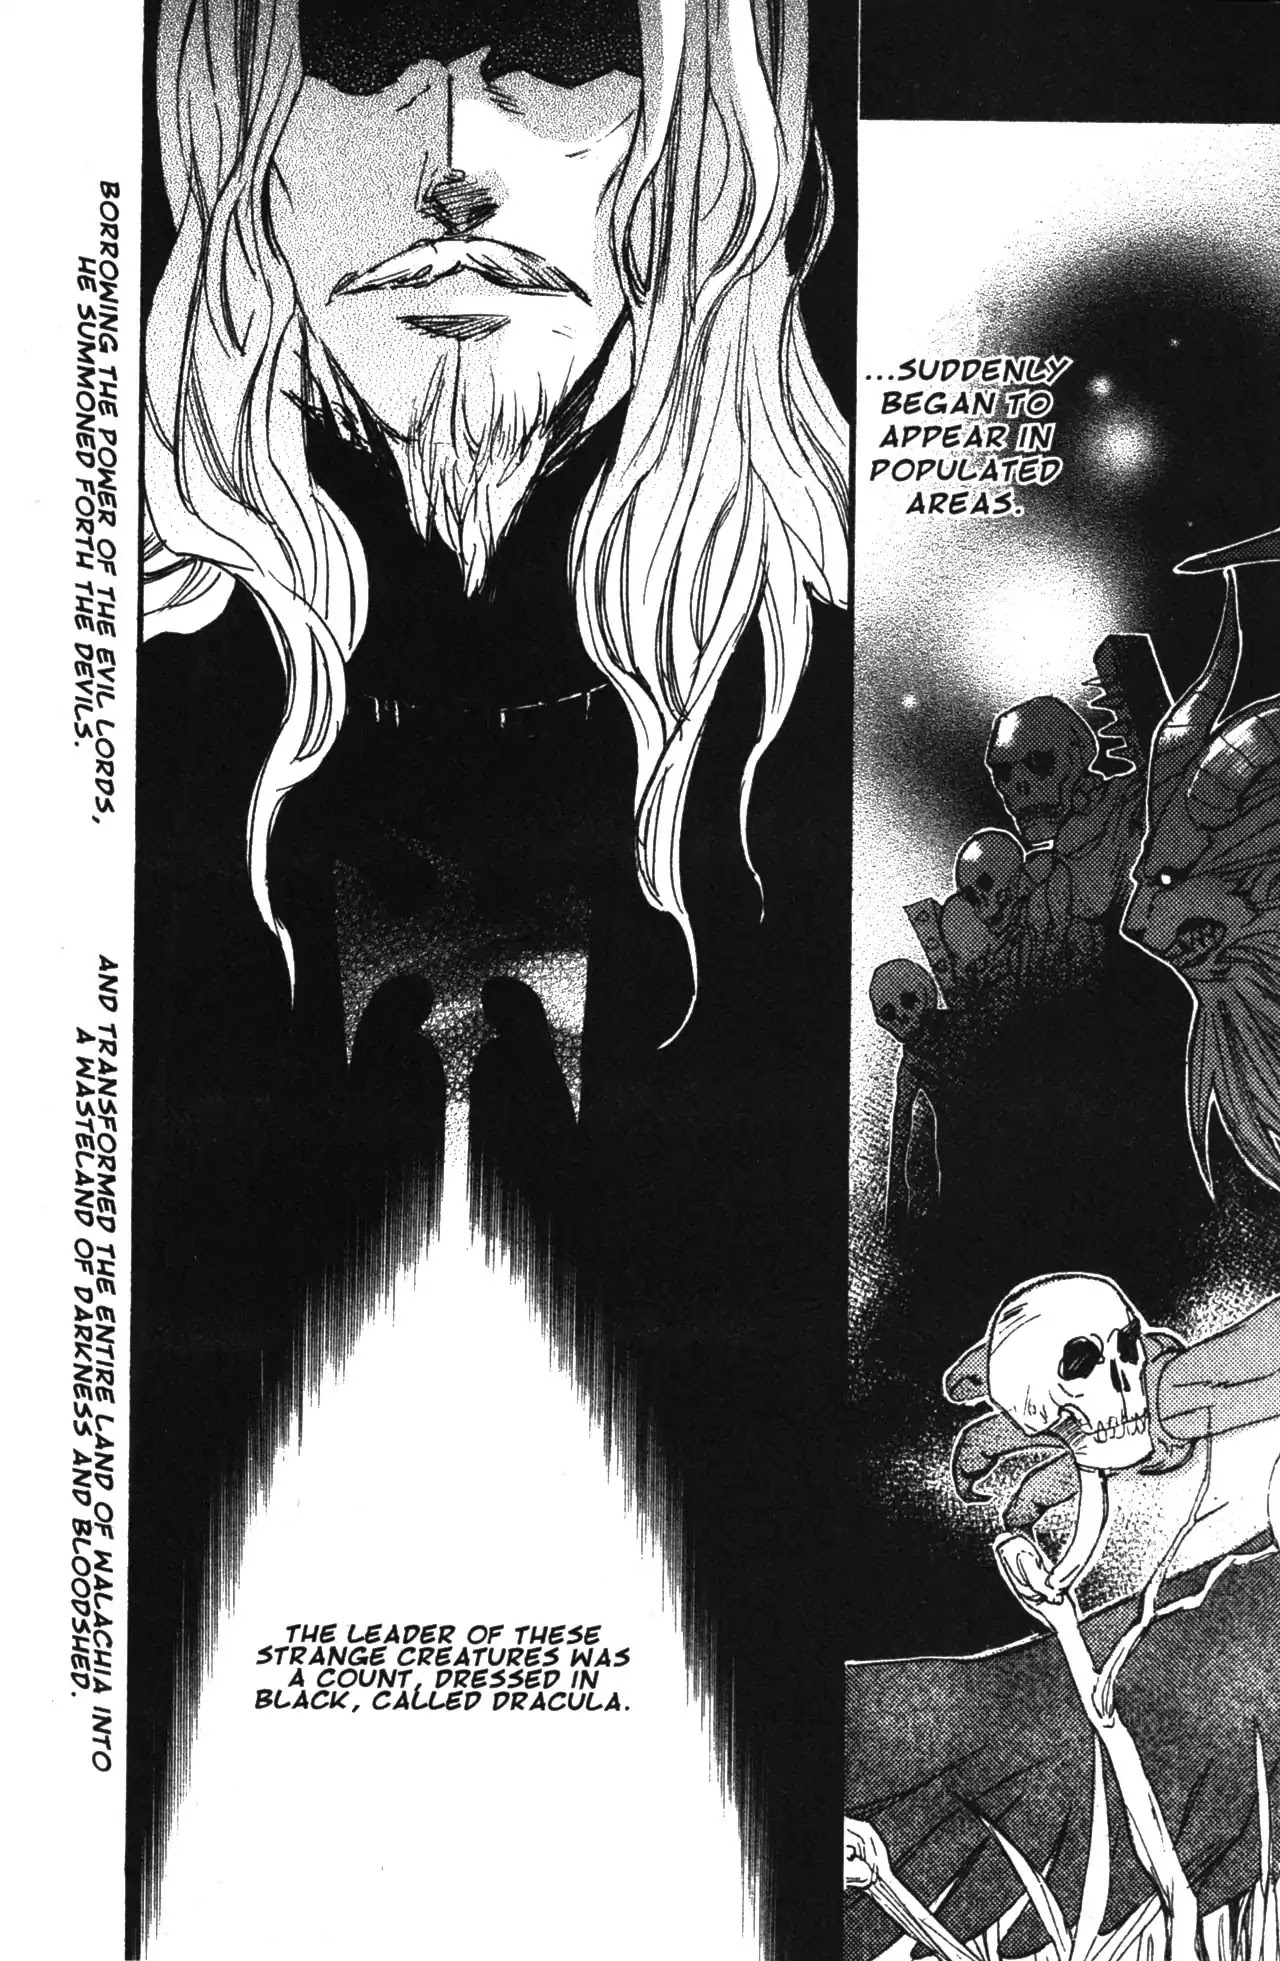 ...SUDDENLY
BEGAN TO
APPEAR IN
POPULATED
AREAS.
THE LEADER OF THESE
STRANGE CREATURES WAS
A COUNT, DRESSED IN
BLACK, CALLED DRACULA.
BORROWING THE POWER OF THE EVIL LORDS,
HE SUMMONED FORTH THE DEVILS.
AND TRANSFORMED THE ENTIRE LAND OF WALACHIA INTO
A WASTELAND OF DARKNESS AND BLOODSHED.